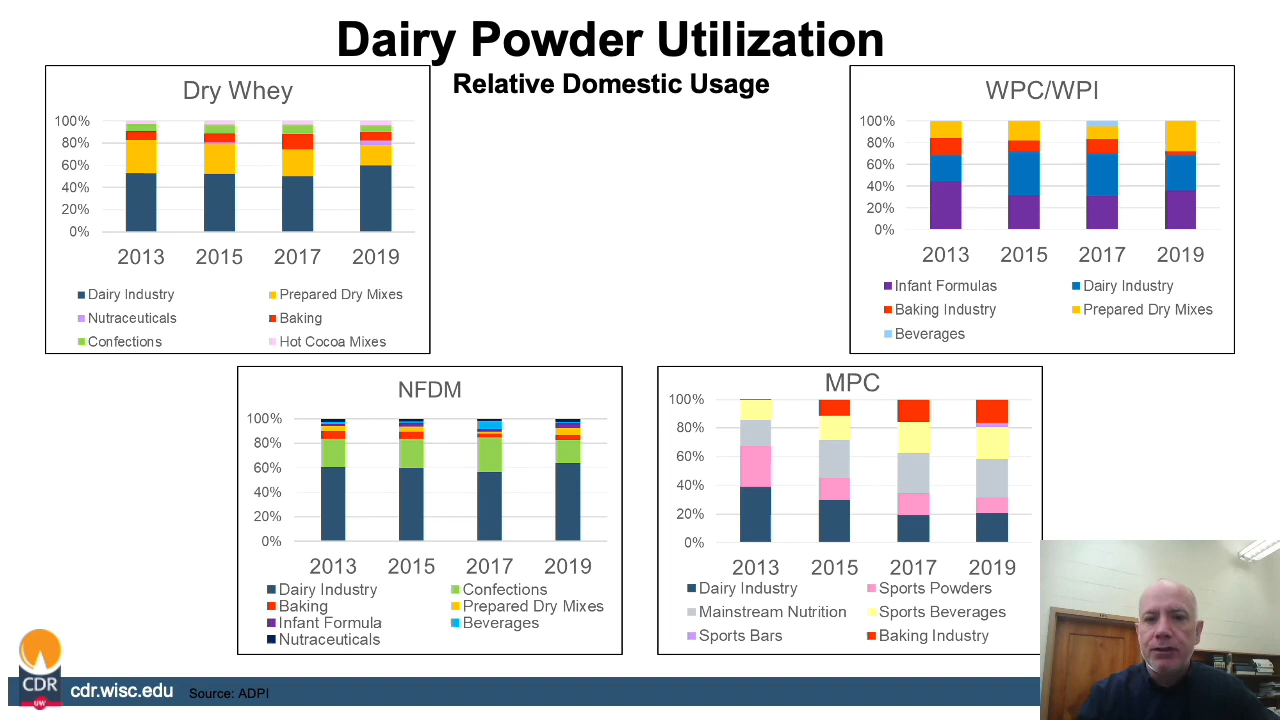 Dairy Powder Utilization
Relative Domestic Usage
Dry Whey
100%
80%
60%
40%
20%
0%
2013 2015 2017 2019
Dairy Industry Prepared Dry Mixes
Nutraceuticals Baking
Confections Hot Cocoa Mixes
WPC/WPI
100%
80%
60%
40%
20%
0%
2013 2015 2017 2019
Infant Formulas Dairy Industry
Baking Industry Prepared Dry Mixes
Beverages
NFDM
100%
80%
60%
40%
20%
0%
2013 2015 2017 2019
Dairy Industry Confections
Baking Prepared Dry Mixes
Infant Formula Beverages
Nutraceuticals
MPC
100%
80%
60%
40%
20%
0%
2013 2015 2017 2019
Dairy Industry Sports Powders
Mainstream Nutrition Sports Beverages
Sports Bars Baking Industry
CDR
UW
cdr.wisc.edu Source: ADPI